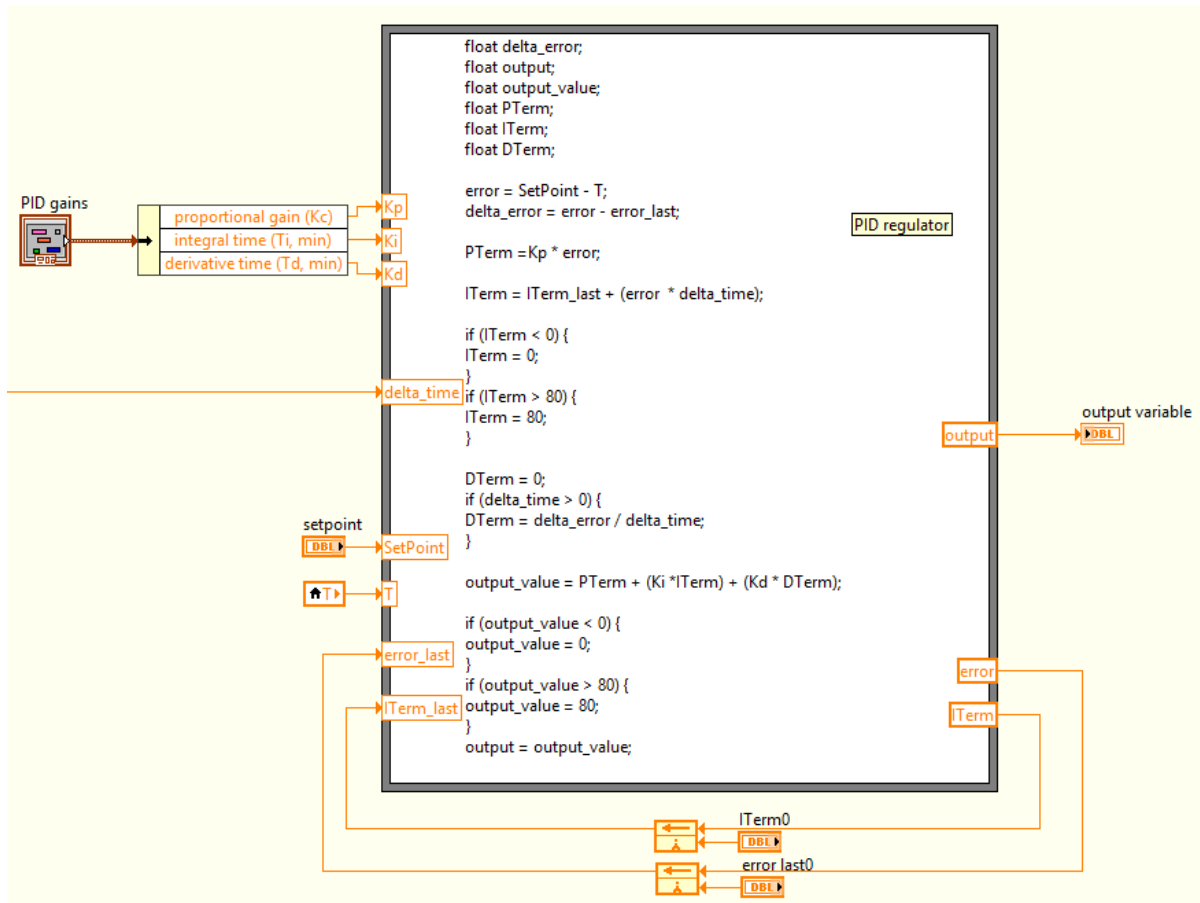 PID gains
proportional gain (Kc)
integral time (Ti, min)
derivative time (Td, min)
Kp
Ki
Kd
delta_time
setpoint
DBL
SetPoint
T
T
error_last
ITerm_last
float delta_error;
float output;
float output_value;
float PTerm;
float ITerm;
float DTerm;
error = SetPoint - T;
delta_error = error - error_last;
PID regulator
PTerm =Kp * error;
ITerm = ITerm_last + (error * delta_time);
if (ITerm < 0) {
ITerm = 0;
}
if (ITerm > 80) {
ITerm = 80;
}
DTerm = 0;
if (delta_time > 0) {
DTerm = delta_error / delta_time;
}
output_value = PTerm + (Ki *ITerm) + (Kd * DTerm);
if (output_value < 0) {
output_value = 0;
}
if (output_value > 80) {
output_value = 80;
}
output = output_value;
output
output variable
DBL
error
ITerm
ITerm0
DBL
error last0
DBL